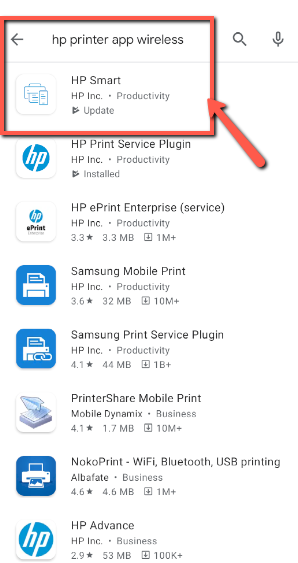 hp printer app wireless
HP Smart
HP Inc. • Productivity
Update
hp
HP Print Service Plugin
HP Inc. • Productivity
Installed
hp
ePrint
HP ePrint Enterprise (service)
HP Inc. • Productivity
3.3★ 3.3 MB 1M+
Samsung Mobile Print
HP Inc. • Productivity
3.6★ 32 MB 10M+
Samsung Print Service Plugin
HP Inc. • Productivity
4.1★ 44 MB 1B+
PrinterShare Mobile Print
Mobile Dynamix • Business
4.1★ 1.7 MB 10M+
NokoPrint - WiFi, Bluetooth, USB printing
Albafate • Business
4.6★ 4.6 MB 1M+
hp
HP Advance
HP Inc. • Business
2.9★ 53 MB 100K+